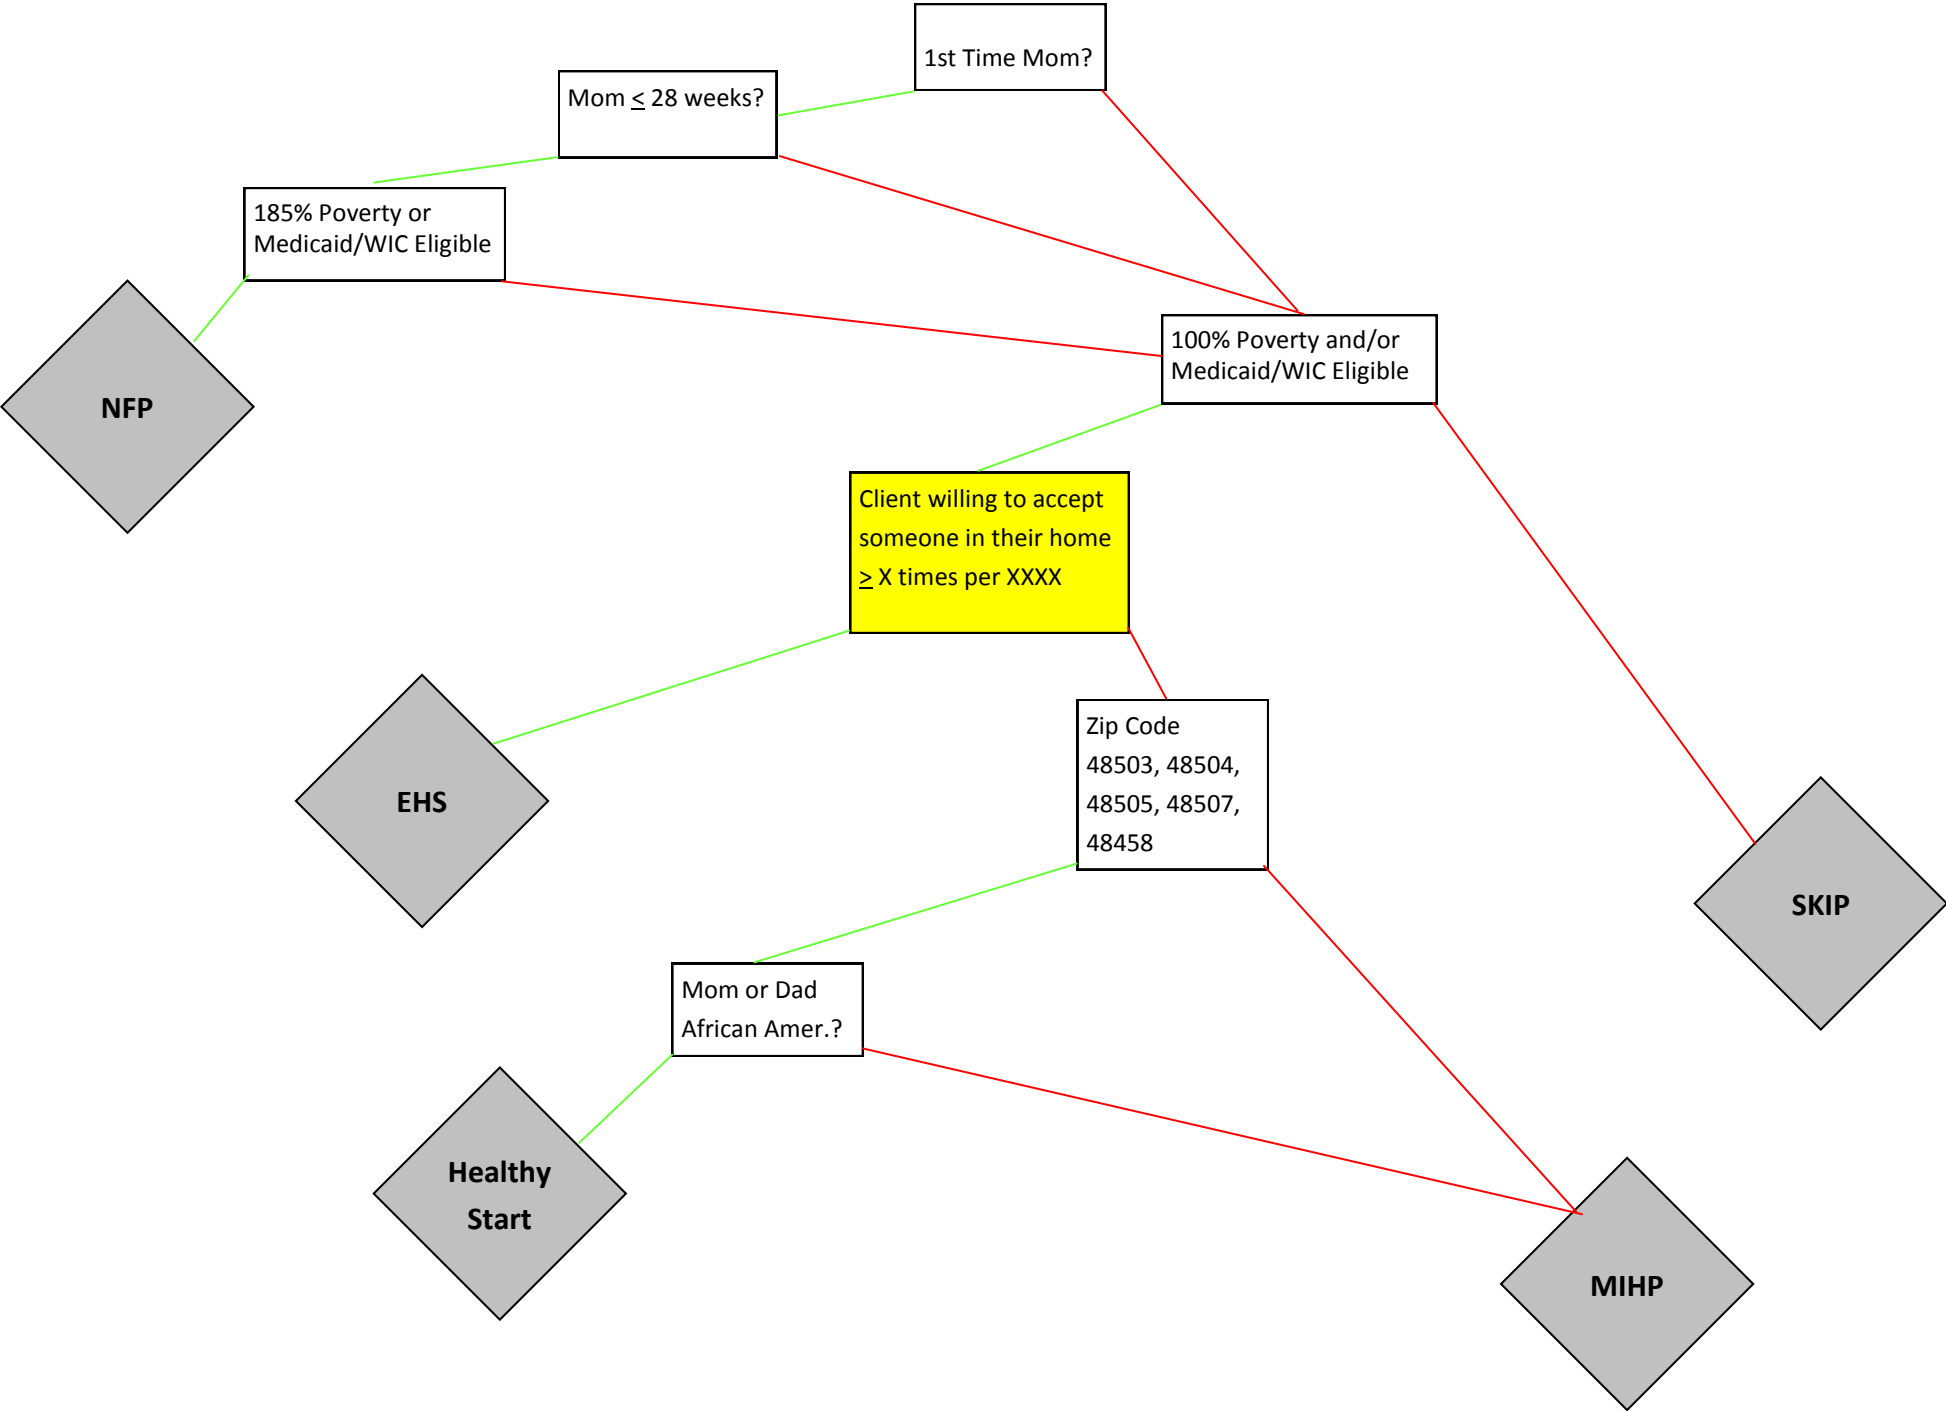 1st Time Mom?
Mom ≤ 28 weeks?
185% Poverty or
Medicaid/WIC Eligible
100% Poverty and/or
Medicaid/WIC Eligible
NFP
Client willing to accept
someone in their home
≥ X times per XXXX
EHS
Zip Code
48503, 48504,
48505, 48507,
48458
SKIP
Mom or Dad
African Amer.?
Healthy
Start
MIHP